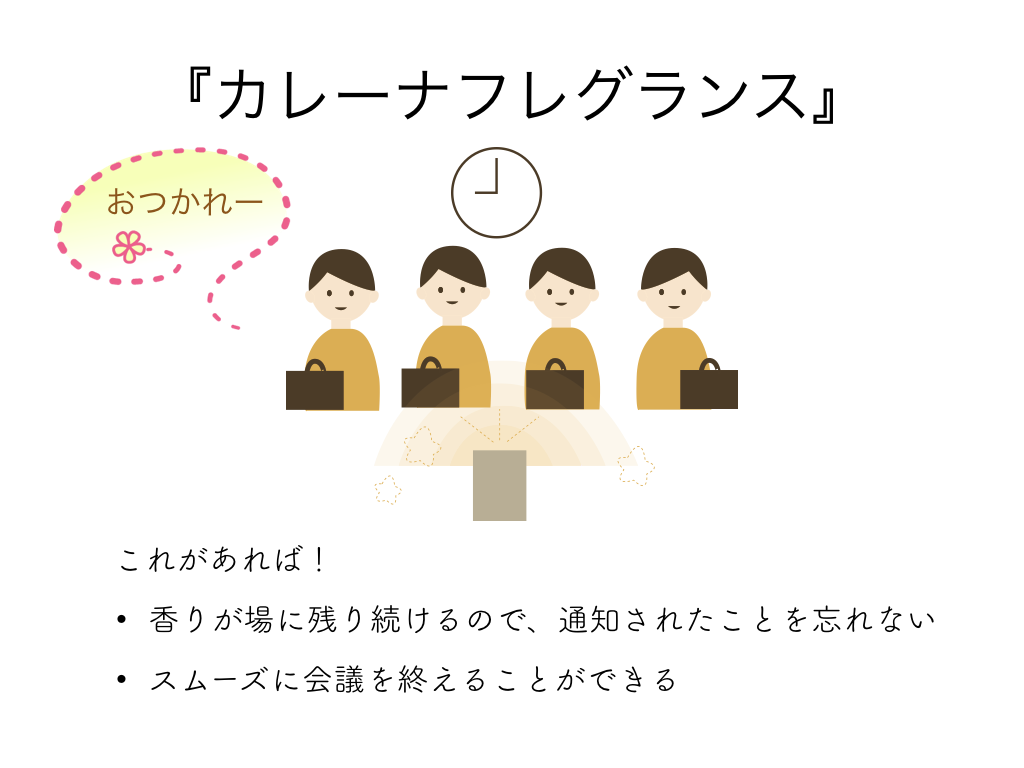 『カレーナフレグランス』
おつかれー
これがあれば！
• 香りが場に残り続けるので、通知されたことを忘れない
• スムーズに会議を終えることができる